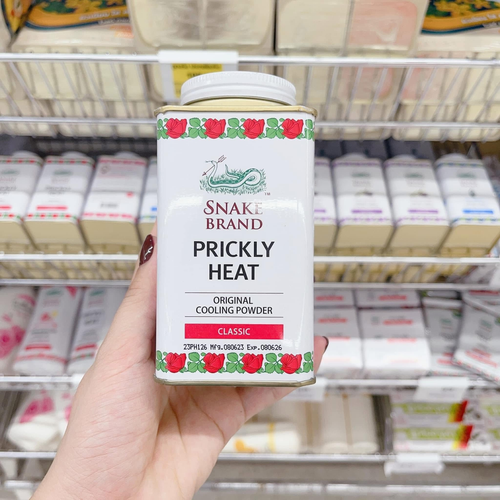 SNAKE
BRAND
PRICKLY
HEAT
ORIGINAL
COOLING POWDER
CLASSIC
23PH126 Mfg.080623 Exp.080626